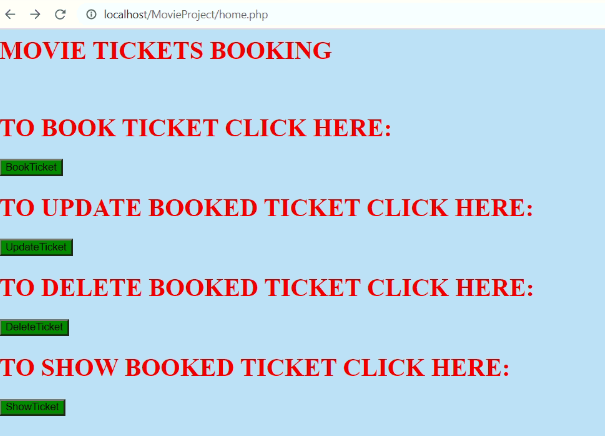 localhost/MovieProject/home.php
MOVIE TICKETS BOOKING
TO BOOK TICKET CLICK HERE:
BookTicket
TO UPDATE BOOKED TICKET CLICK HERE:
UpdateTicket
TO DELETE BOOKED TICKET CLICK HERE:
DeleteTicket
TO SHOW BOOKED TICKET CLICK HERE:
ShowTicket